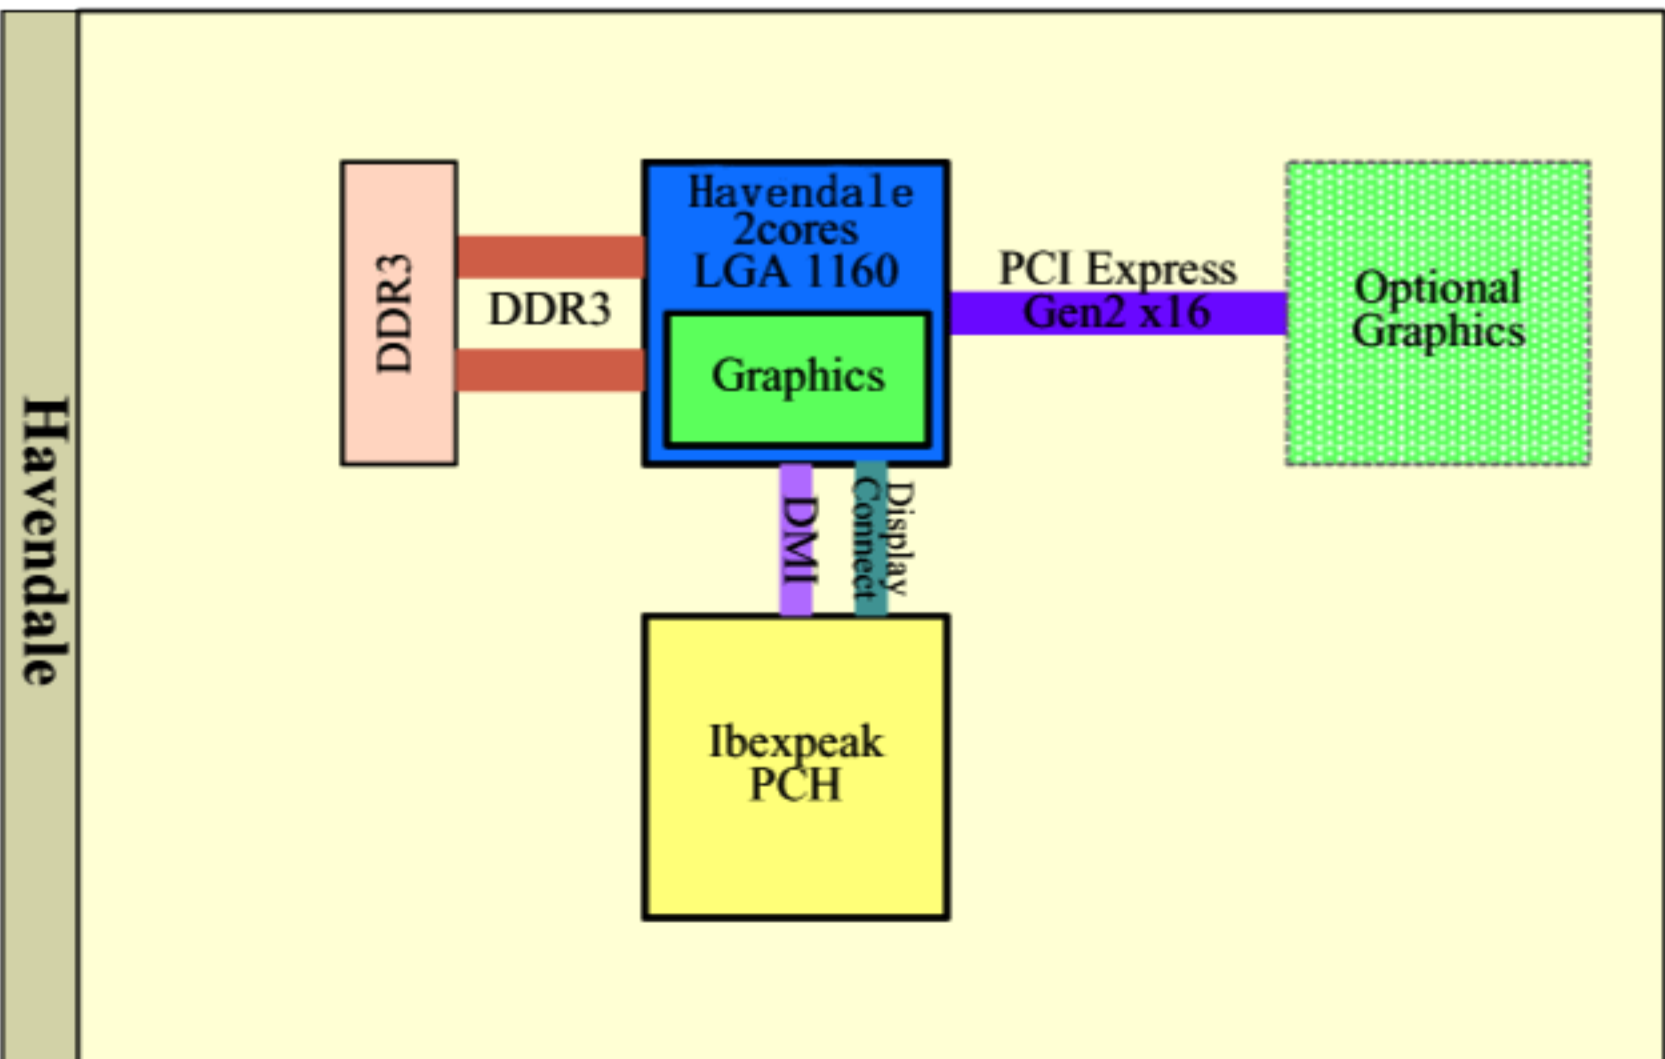 Havendale
DDR3
DDR3
Havendale
2cores
LGA 1160
Graphics
PCI Express
Gen2 x16
Optional
Graphics
DMI
Display
Connect
Ibexpeak
PCH